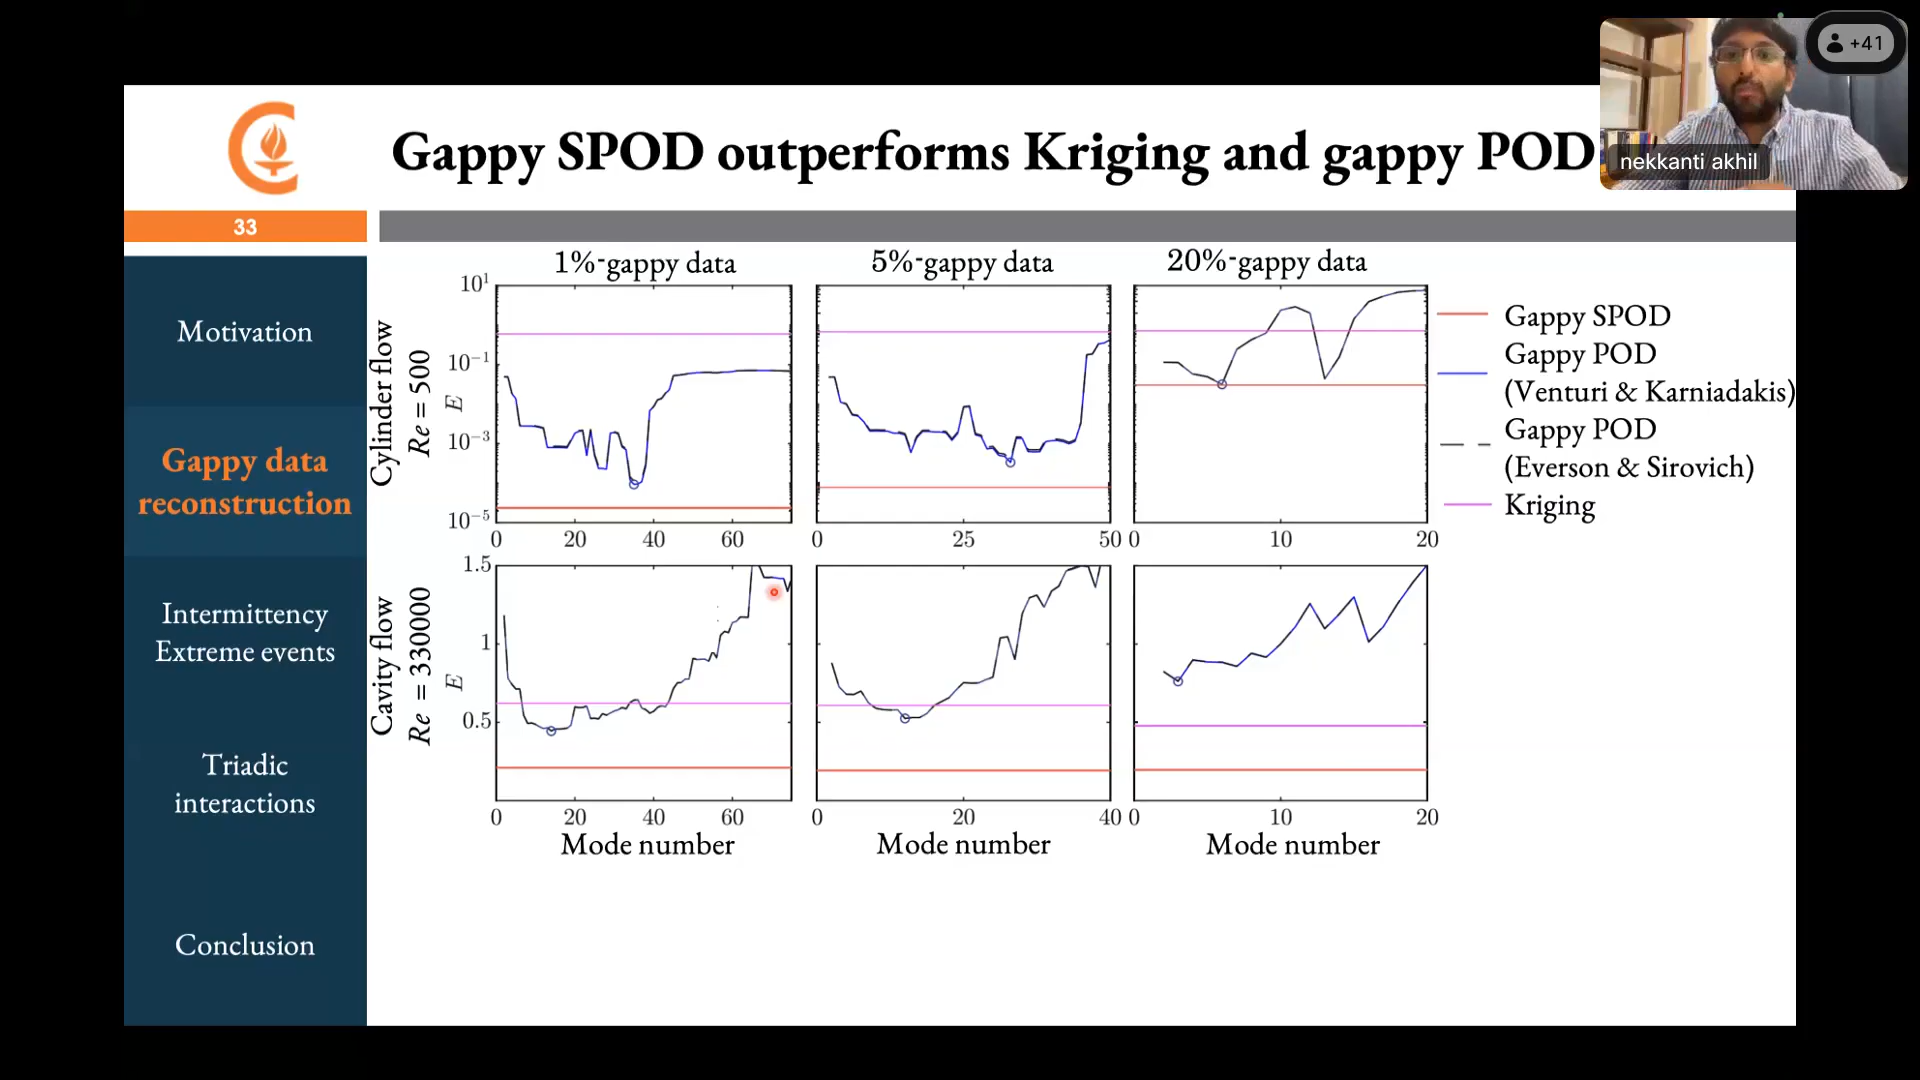 +41
nekkanti akhil
Gappy SPOD outperforms Kriging and gappy POD
33
Motivation
Gappy data
reconstruction
Intermittency
Extreme events
Triadic
interactions
Conclusion
1%-gappy data
5%-gappy data
20%-gappy data
Cylinder flow
Re = 500
E
10¹
10⁻¹
10⁻³
10⁻⁵
0 20 40 60
0 25 50
0 10 20
Gappy SPOD
Gappy POD
(Venturi & Karniadakis)
Gappy POD
(Everson & Sirovich)
Kriging
Cavity flow
Re = 330000
E
1.5
1
0.5
0 20 40 60
0 20 40
0 10 20
Mode number
Mode number
Mode number